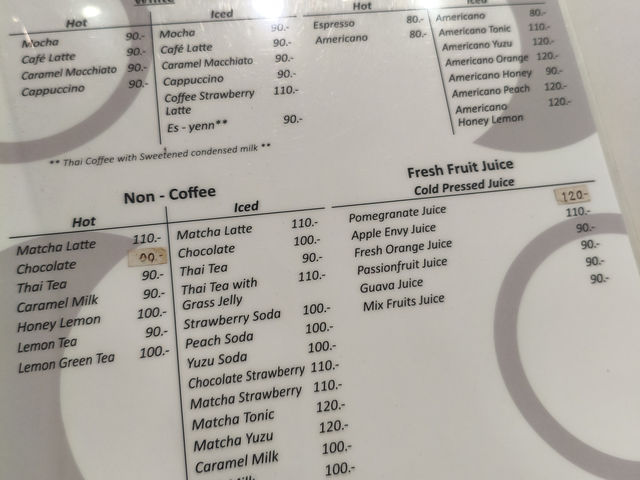 White
Hot
Mocha 90.-
Café Latte 90.-
Caramel Macchiato 90.-
Cappuccino 90.-
Iced
Mocha 90.-
Café Latte 90.-
Caramel Macchiato 90.-
Cappuccino 90.-
Coffee Strawberry 110.-
Latte
Es - yenn** 90.-
** Thai Coffee with Sweetened condensed milk **
Hot
Espresso 80.-
Americano 80.-
Iced
Americano 80.-
Americano Tonic 110.-
Americano Yuzu 120.-
Americano Orange 120.-
Americano Honey 90.-
Americano Peach 120.-
Americano 120.-
Honey Lemon
Non - Coffee
Hot
Matcha Latte 110.-
Chocolate 90.-
Thai Tea 90.-
Caramel Milk 90.-
Honey Lemon 100.-
Lemon Tea 90.-
Lemon Green Tea 100.-
Iced
Matcha Latte 110.-
Chocolate 100.-
Thai Tea 90.-
Thai Tea with 110.-
Grass Jelly
Strawberry Soda 100.-
Peach Soda 100.-
Yuzu Soda 100.-
Chocolate Strawberry 110.-
Matcha Strawberry 110.-
Matcha Tonic 120.-
Matcha Yuzu 120.-
Caramel Milk 100.-
100.-
Fresh Fruit Juice
Cold Pressed Juice
Pomegranate Juice 120.-
Apple Envy Juice 110.-
Fresh Orange Juice 90.-
Passionfruit Juice 90.-
Guava Juice 90.-
Mix Fruits Juice 90.-